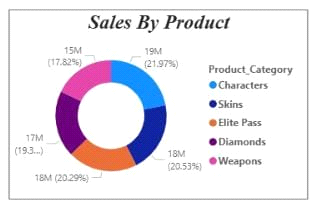 Sales By Product
15M
(17.82%)
19M
(21.97%)
17M
(19.3...)
18M (20.29%)
18M
(20.53%)
Product_Category
Characters
Skins
Elite Pass
Diamonds
Weapons